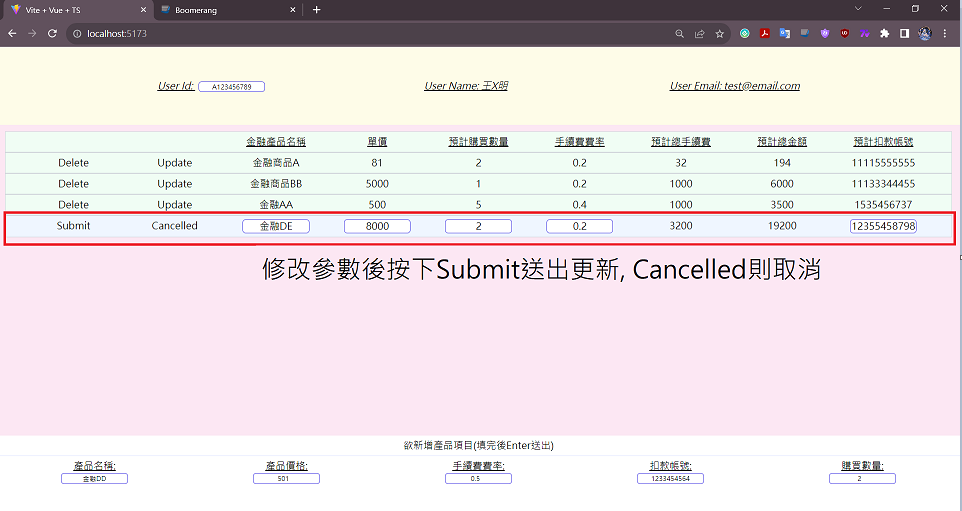 Vite + Vue + TS
Boomerang
localhost:5173
User Id: A123456789 User Name: 王X明 User Email: test@email.com
金融產品名稱 單價 預計購買數量 手續費費率 預計總手續費 預計總金額 預計扣款帳號
Delete Update 金融商品A 81 2 0.2 32 194 11115555555
Delete Update 金融商品BB 5000 1 0.2 1000 6000 11133344455
Delete Update 金融AA 500 5 0.4 1000 3500 1535456737
Submit Cancelled 金融DE 8000 2 0.2 3200 19200 12355458798
修改參數後按下Submit送出更新, Cancelled則取消
欲新增產品項目(填完後Enter送出)
產品名稱: 產品價格: 手續費費率: 扣款帳號: 購買數量:
金融DD 501 0.5 1233454564 2